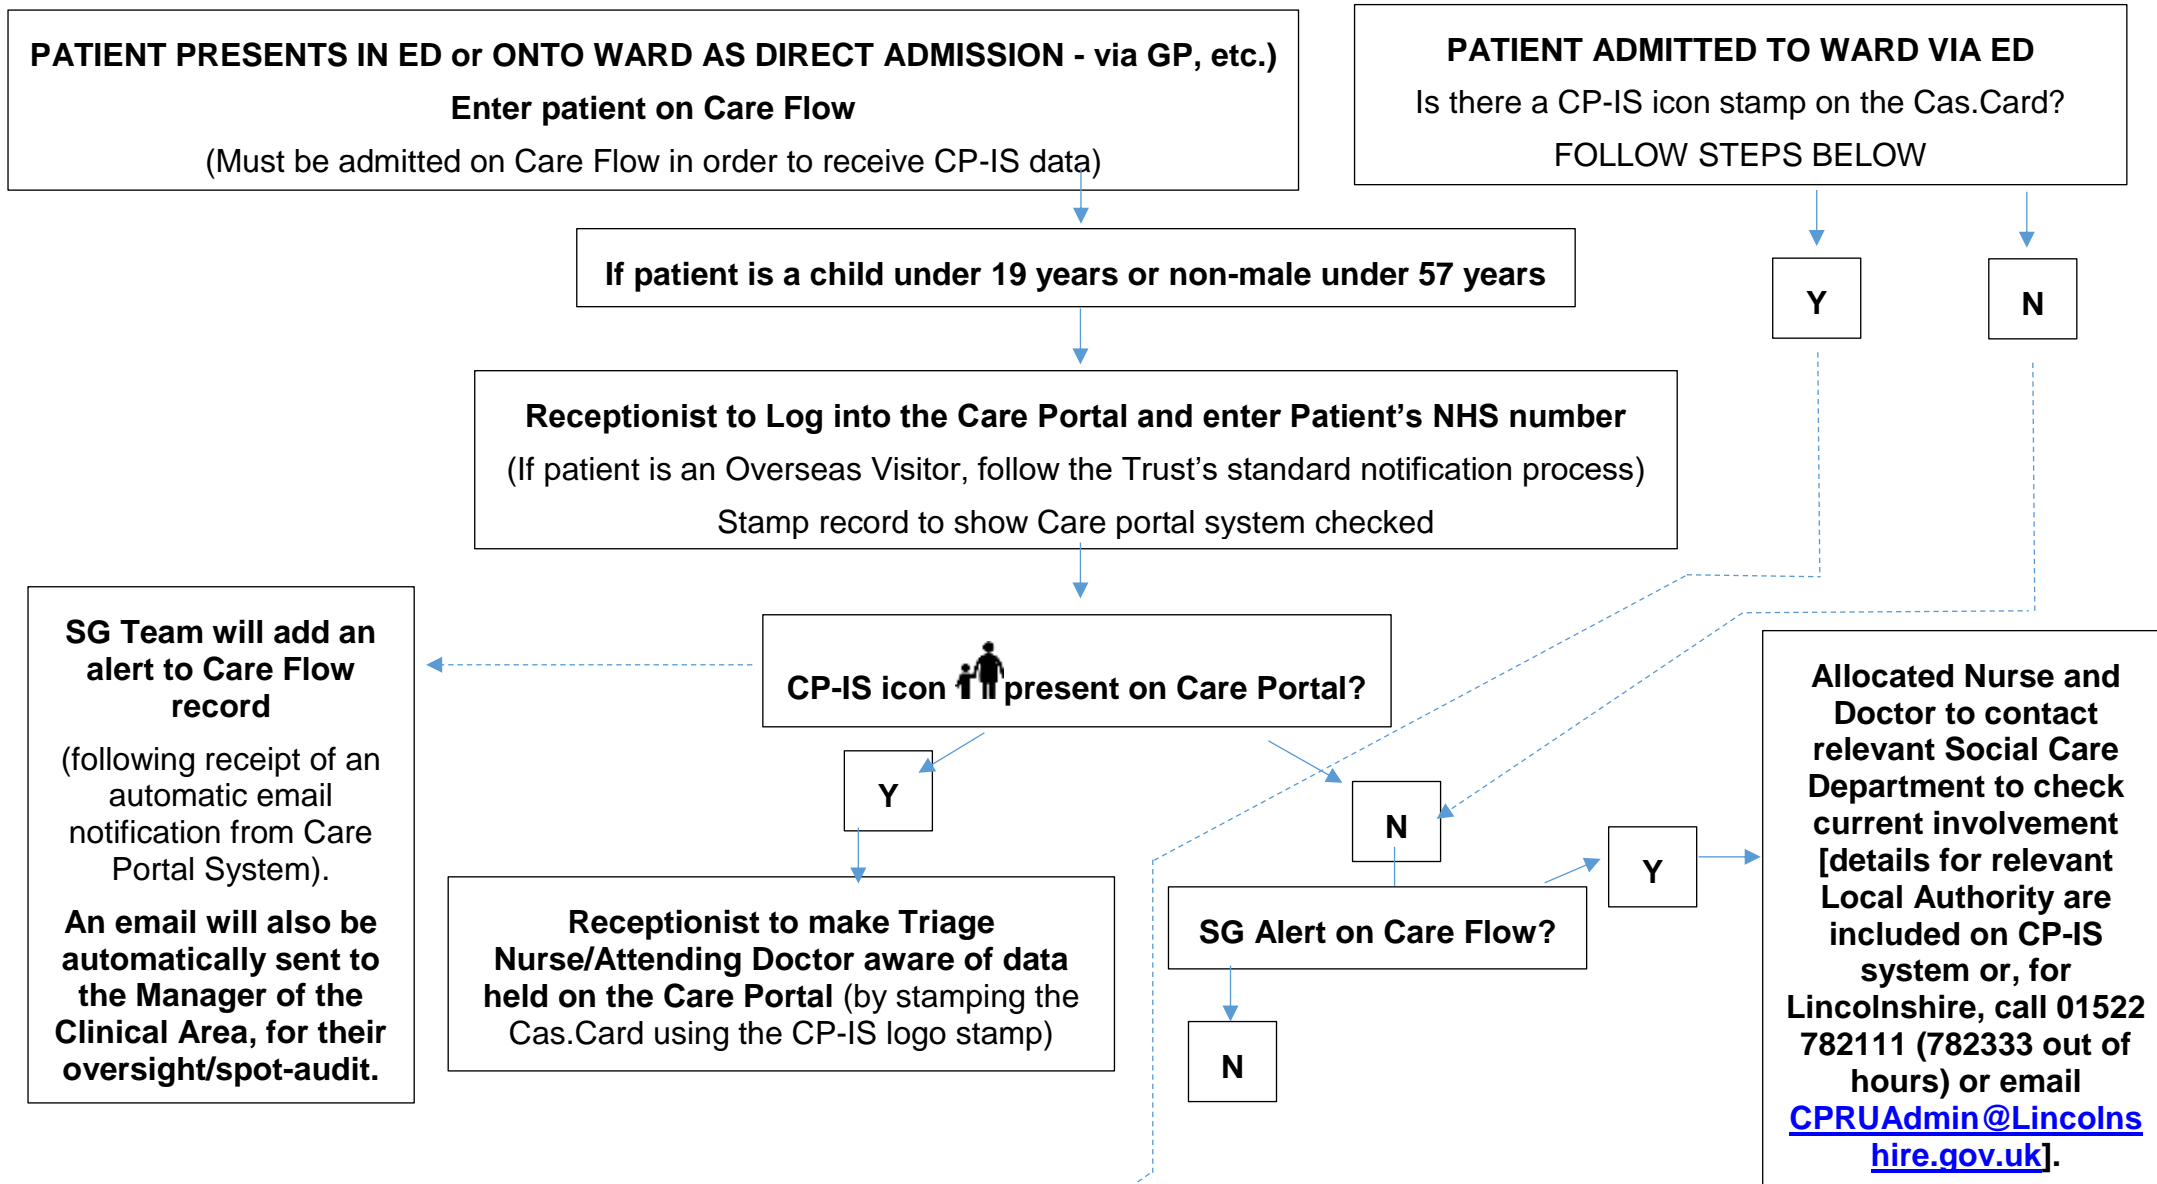 PATIENT PRESENTS IN ED or ONTO WARD AS DIRECT ADMISSION - via GP, etc.)
Enter patient on Care Flow
(Must be admitted on Care Flow in order to receive CP-IS data)
PATIENT ADMITTED TO WARD VIA ED
Is there a CP-IS icon stamp on the Cas.Card?
FOLLOW STEPS BELOW
If patient is a child under 19 years or non-male under 57 years
Y
N
Receptionist to Log into the Care Portal and enter Patient’s NHS number
(If patient is an Overseas Visitor, follow the Trust’s standard notification process)
Stamp record to show Care portal system checked
SG Team will add an
alert to Care Flow
record
(following receipt of an
automatic email
notification from Care
Portal System).
An email will also be
automatically sent to
the Manager of the
Clinical Area, for their
oversight/spot-audit.
CP-IS icon present on Care Portal?
Y
N
Receptionist to make Triage
Nurse/Attending Doctor aware of data
held on the Care Portal (by stamping the
Cas.Card using the CP-IS logo stamp)
SG Alert on Care Flow?
Y
N
Allocated Nurse and
Doctor to contact
relevant Social Care
Department to check
current involvement
[details for relevant
Local Authority are
included on CP-IS
system or, for
Lincolnshire, call 01522
782111 (782333 out of
hours) or email
CPRUAdmin@Lincolns
hire.gov.uk].